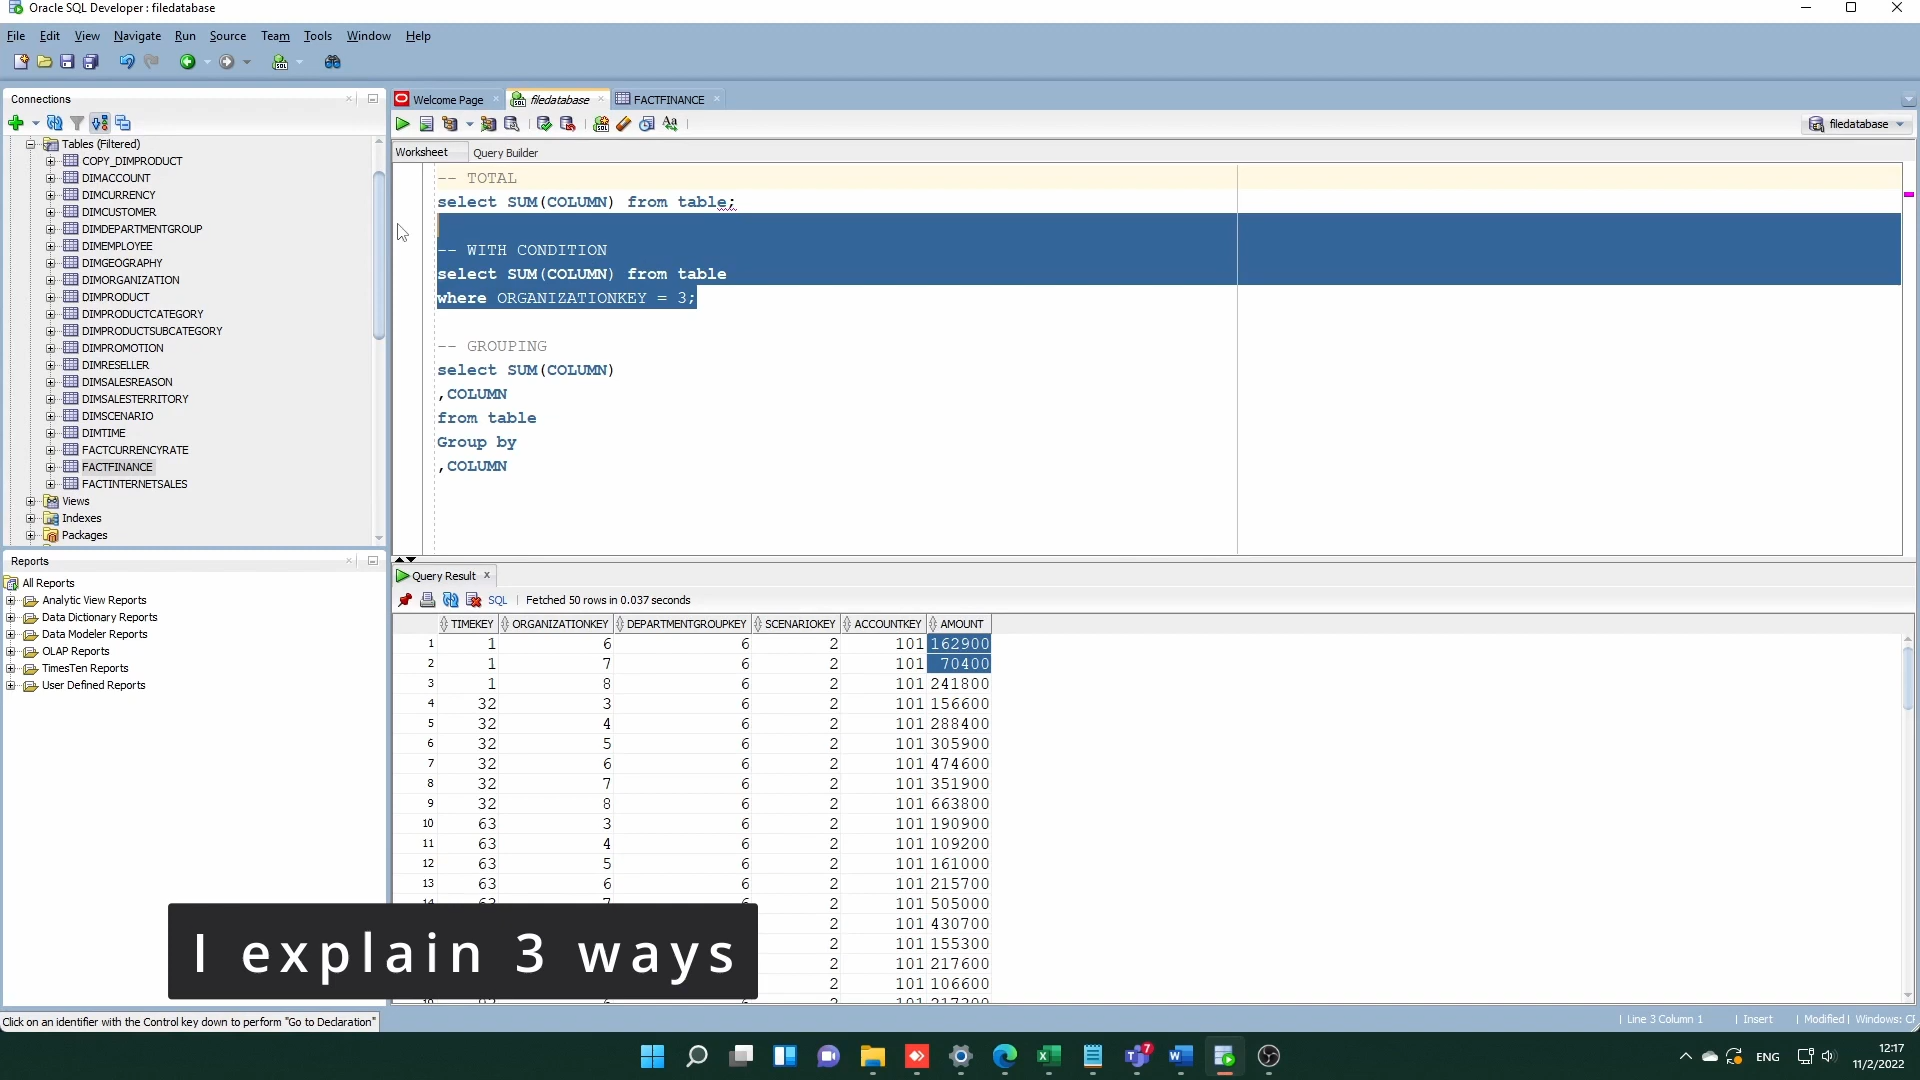 Oracle SQL Developer : filedatabase
File Edit View Navigate Run Source Team Tools Window Help
Connections
Tables (Filtered)
COPY_DIMPRODUCT
DIMACCOUNT
DIMCURRENCY
DIMCUSTOMER
DIMDEPARTMENTGROUP
DIMEMPLOYEE
DIMGEOGRAPHY
DIMORGANIZATION
DIMPRODUCT
DIMPRODUCTCATEGORY
DIMPRODUCTSUBCATEGORY
DIMPROMOTION
DIMRESELLER
DIMSALESREASON
DIMSALESTERRITORY
DIMSCENARIO
DIMTIME
FACTCURRENCYRATE
FACTFINANCE
FACTINTERNETSALES
Views
Indexes
Packages
Reports
All Reports
Analytic View Reports
Data Dictionary Reports
Data Modeler Reports
OLAP Reports
TimesTen Reports
User Defined Reports
Welcome Page filedatabase FACTFINANCE
filedatabase
Worksheet Query Builder
-- TOTAL
select SUM(COLUMN) from table;
-- WITH CONDITION
select SUM(COLUMN) from table
where ORGANIZATIONKEY = 3;
-- GROUPING
select SUM(COLUMN)
,COLUMN
from table
Group by
,COLUMN
Query Result
SQL Fetched 50 rows in 0.037 seconds
TIMEKEY ORGANIZATIONKEY DEPARTMENTGROUPKEY SCENARIOKEY ACCOUNTKEY AMOUNT
1 1 6 6 2 101 162900
2 1 7 6 2 101 70400
3 1 8 6 2 101 241800
4 32 3 6 2 101 156600
5 32 4 6 2 101 288400
6 32 5 6 2 101 305900
7 32 6 6 2 101 474600
8 32 7 6 2 101 351900
9 32 8 6 2 101 663800
10 63 3 6 2 101 190900
11 63 4 6 2 101 109200
12 63 5 6 2 101 161000
13 63 6 6 2 101 215700
14 63 7 6 2 101 505000
2 101 430700
2 101 155300
2 101 217600
2 101 106600
I explain 3 ways
Click on an identifier with the Control key down to perform "Go to Declaration"
Line 3 Column 1 Insert Modified Windows: CF
7
ENG
12:17
11/2/2022